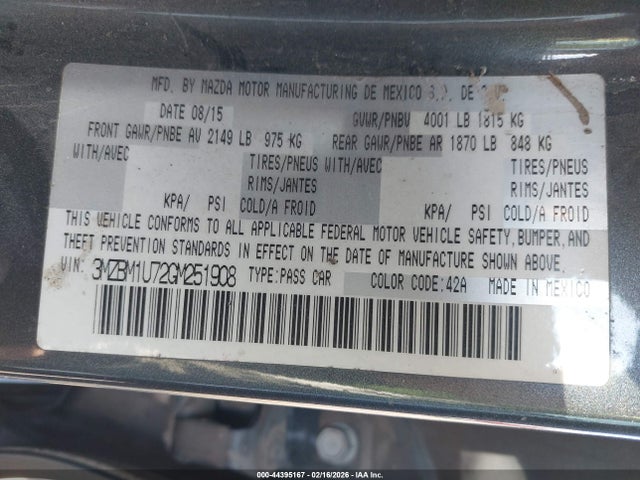 MFD. BY MAZDA MOTOR MANUFACTURING DE MEXICO S.A. DE C.V.
DATE 08/15 GVWR/PNBV 4001 LB 1815 KG
FRONT GAWR/PNBE AV 2149 LB 975 KG REAR GAWR/PNBE AR 1870 LB 848 KG
WITH/AVEC TIRES/PNEUS WITH/AVEC TIRES/PNEUS
RIMS/JANTES RIMS/JANTES
KPA/ PSI COLD/A FROID KPA/ PSI COLD/A FROID
THIS VEHICLE CONFORMS TO ALL APPLICABLE FEDERAL MOTOR VEHICLE SAFETY, BUMPER, AND
THEFT PREVENTION STANDARDS IN EFFECT ON THE DATE OF MANUFACTURE SHOWN ABOVE.
VIN: 3MZBM1U72GM251908 TYPE:PASS CAR COLOR CODE:42A MADE IN MEXICO
000-44395167 - 02/16/2026 - IAA Inc.